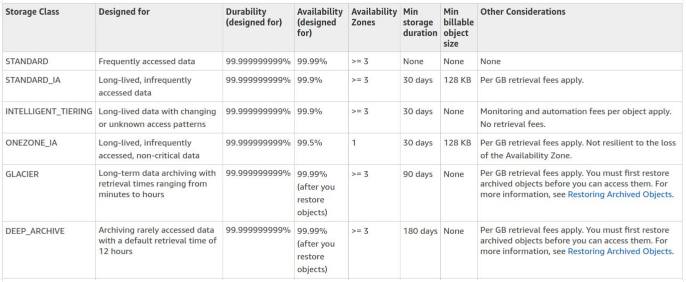 Storage Class Designed for Durability (designed for) Availability (designed for) Availability Zones Min storage duration Min billable object size Other Considerations
STANDARD Frequently accessed data 99.999999999% 99.99% >= 3 None None None
STANDARD_IA Long-lived, infrequently accessed data 99.999999999% 99.9% >= 3 30 days 128 KB Per GB retrieval fees apply.
INTELLIGENT_TIERING Long-lived data with changing or unknown access patterns 99.999999999% 99.9% >= 3 30 days None Monitoring and automation fees per object apply. No retrieval fees.
ONEZONE_IA Long-lived, infrequently accessed, non-critical data 99.999999999% 99.5% 1 30 days 128 KB Per GB retrieval fees apply. Not resilient to the loss of the Availability Zone.
GLACIER Long-term data archiving with retrieval times ranging from minutes to hours 99.999999999% 99.99% (after you restore objects) >= 3 90 days None Per GB retrieval fees apply. You must first restore archived objects before you can access them. For more information, see Restoring Archived Objects.
DEEP_ARCHIVE Archiving rarely accessed data with a default retrieval time of 12 hours 99.999999999% 99.99% (after you restore objects) >= 3 180 days None Per GB retrieval fees apply. You must first restore archived objects before you can access them. For more information, see Restoring Archived Objects.